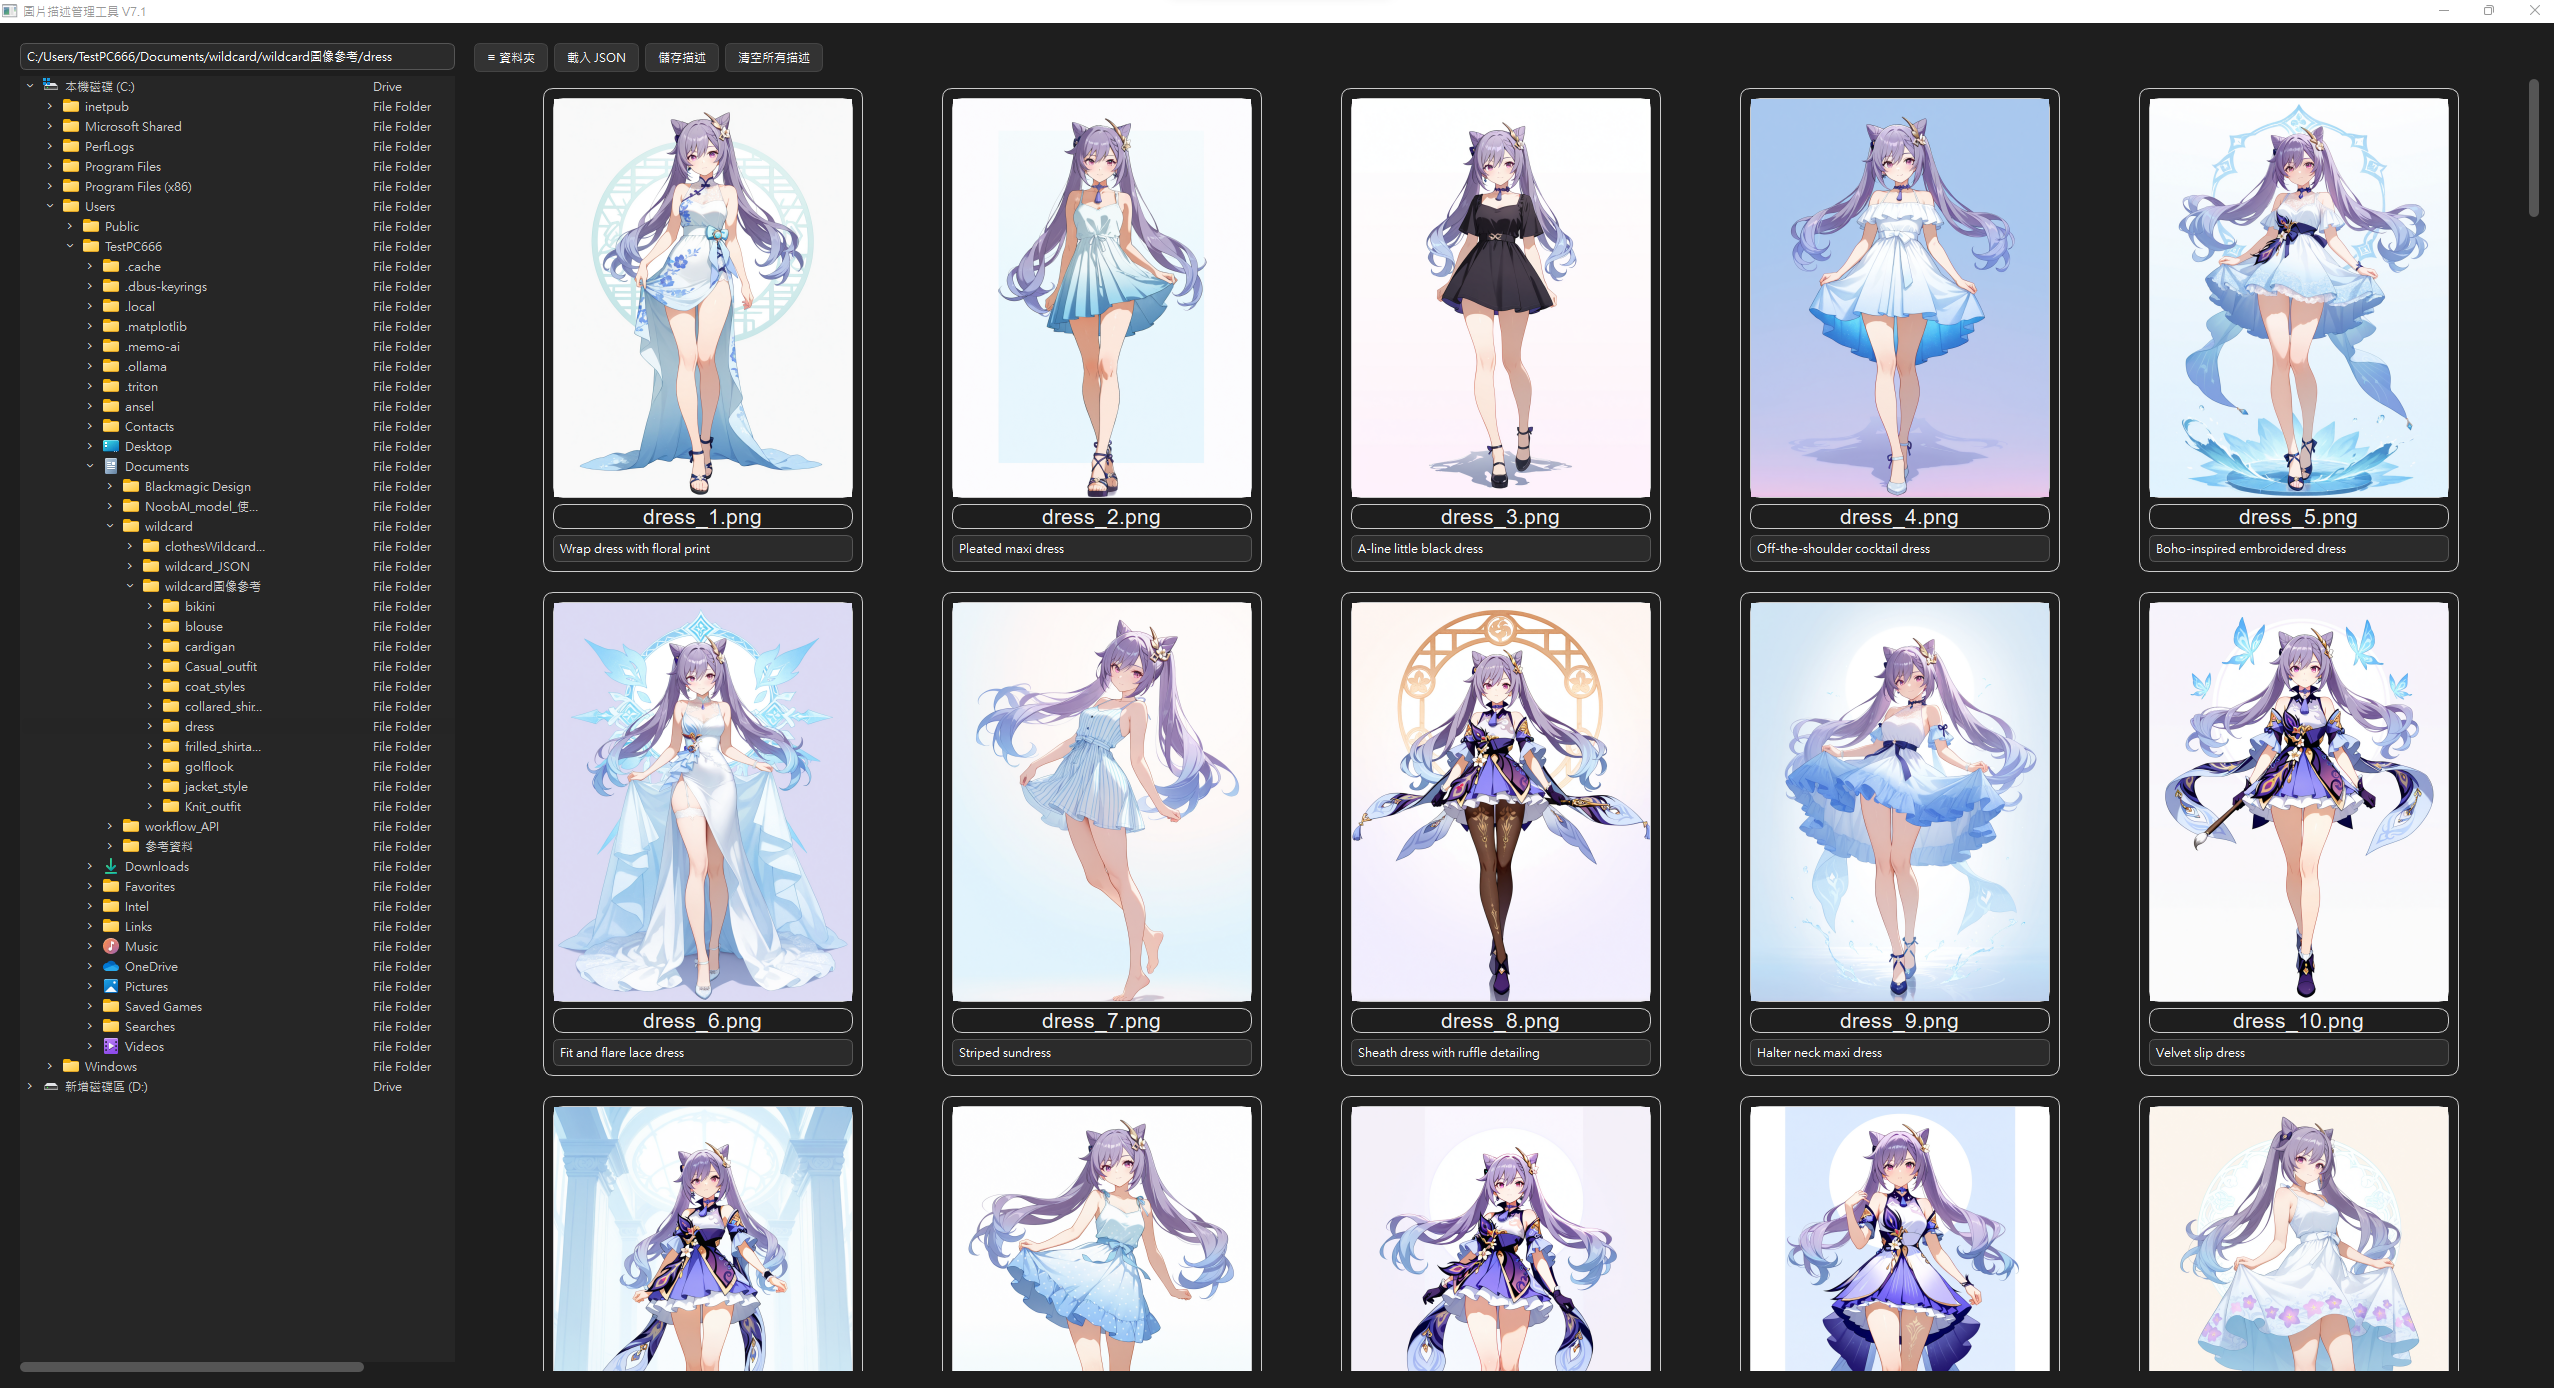 圖片描述管理工具 V7.1
C:/Users/TestPC666/Documents/wildcard/wildcard圖像參考/dress
≡ 資料夾
載入 JSON
儲存描述
清空所有描述
本機磁碟 (C:) Drive
inetpub File Folder
Microsoft Shared File Folder
PerfLogs File Folder
Program Files File Folder
Program Files (x86) File Folder
Users File Folder
Public File Folder
TestPC666 File Folder
.cache File Folder
.dbus-keyrings File Folder
.local File Folder
.matplotlib File Folder
.memo-ai File Folder
.ollama File Folder
.triton File Folder
ansel File Folder
Contacts File Folder
Desktop File Folder
Documents File Folder
Blackmagic Design File Folder
NoobAI_model_使... File Folder
wildcard File Folder
clothesWildcard... File Folder
wildcard_JSON File Folder
wildcard圖像參考 File Folder
bikini File Folder
blouse File Folder
cardigan File Folder
Casual_outfit File Folder
coat_styles File Folder
collared_shir... File Folder
dress File Folder
frilled_shirta... File Folder
golflook File Folder
jacket_style File Folder
Knit_outfit File Folder
workflow_API File Folder
參考資料 File Folder
Downloads File Folder
Favorites File Folder
Intel File Folder
Links File Folder
Music File Folder
OneDrive File Folder
Pictures File Folder
Saved Games File Folder
Searches File Folder
Videos File Folder
Windows File Folder
新增磁碟區 (D:) Drive
dress_1.png
Wrap dress with floral print
dress_2.png
Pleated maxi dress
dress_3.png
A-line little black dress
dress_4.png
Off-the-shoulder cocktail dress
dress_5.png
Boho-inspired embroidered dress
dress_6.png
Fit and flare lace dress
dress_7.png
Striped sundress
dress_8.png
Sheath dress with ruffle detailing
dress_9.png
Halter neck maxi dress
dress_10.png
Velvet slip dress